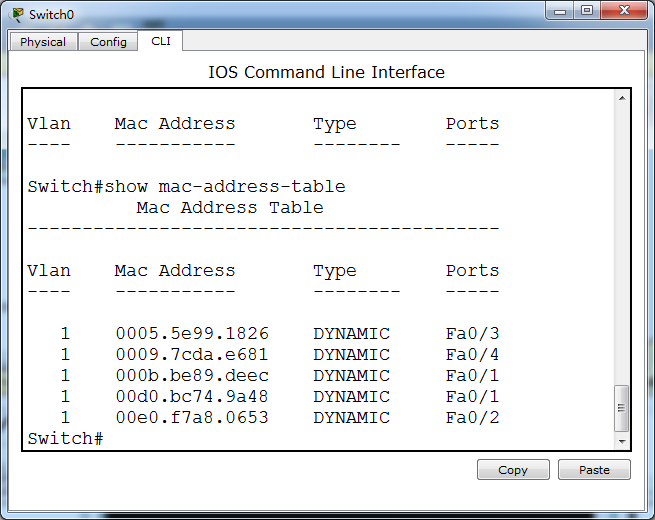 Switch0
Physical Config CLI
IOS Command Line Interface
Vlan    Mac Address       Type        Ports
----    -----------       --------    -----
Switch#show mac-address-table
          Mac Address Table
-------------------------------------------
Vlan    Mac Address       Type        Ports
----    -----------       --------    -----
   1    0005.5e99.1826    DYNAMIC     Fa0/3
   1    0009.7cda.e681    DYNAMIC     Fa0/4
   1    000b.be89.deec    DYNAMIC     Fa0/1
   1    00d0.bc74.9a48    DYNAMIC     Fa0/1
   1    00e0.f7a8.0653    DYNAMIC     Fa0/2
Switch#
Copy Paste